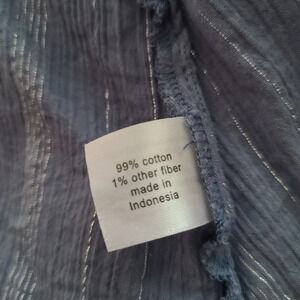 99% cotton
1% other fiber
made in
Indonesia